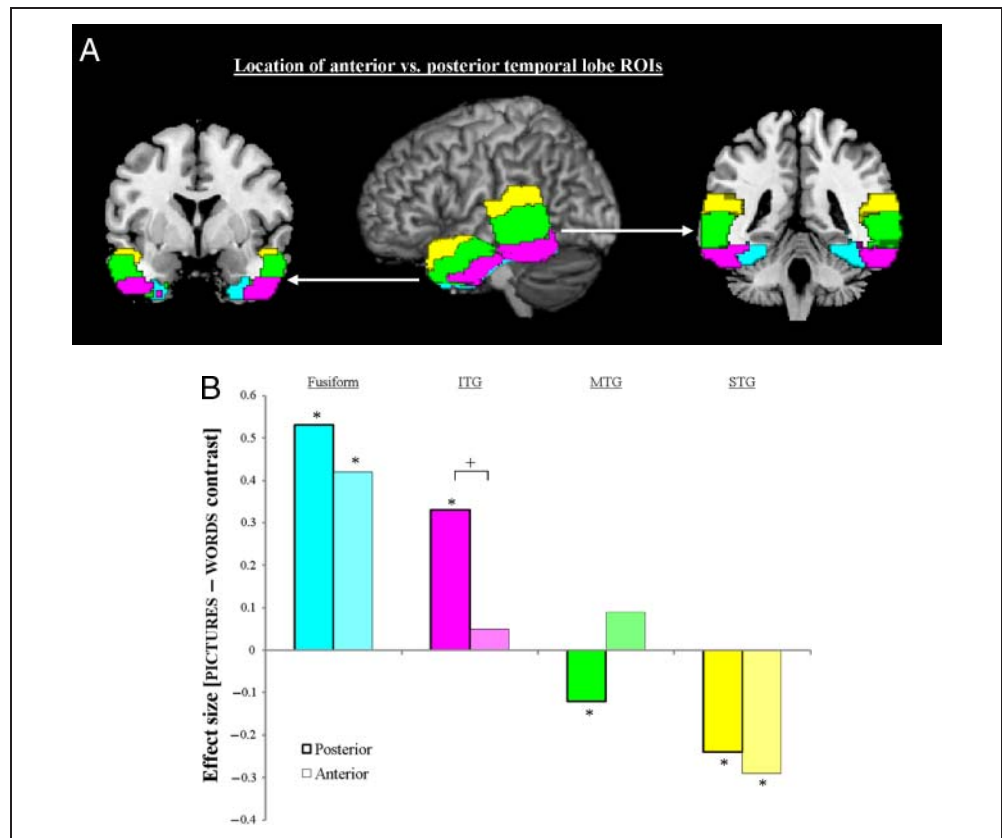 A
Location of anterior vs. posterior temporal lobe ROIs
B
Fusiform ITG MTG STG
Effect size [PICTURES – WORDS contrast]
0.6
0.5
0.4
0.3
0.2
0.1
0
−0.1
−0.2
−0.3
−0.4
* * * + * * *
Posterior
Anterior